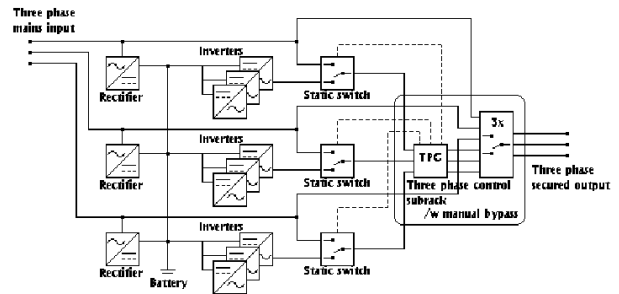 Three phase
mains input
Inverters
Rectifier
Static switch
3x
Inverters
Rectifier
Static switch
TPC
Three phase control
subrack
/w manual bypass
Three phase
secured output
Inverters
Rectifier
Battery
Static switch